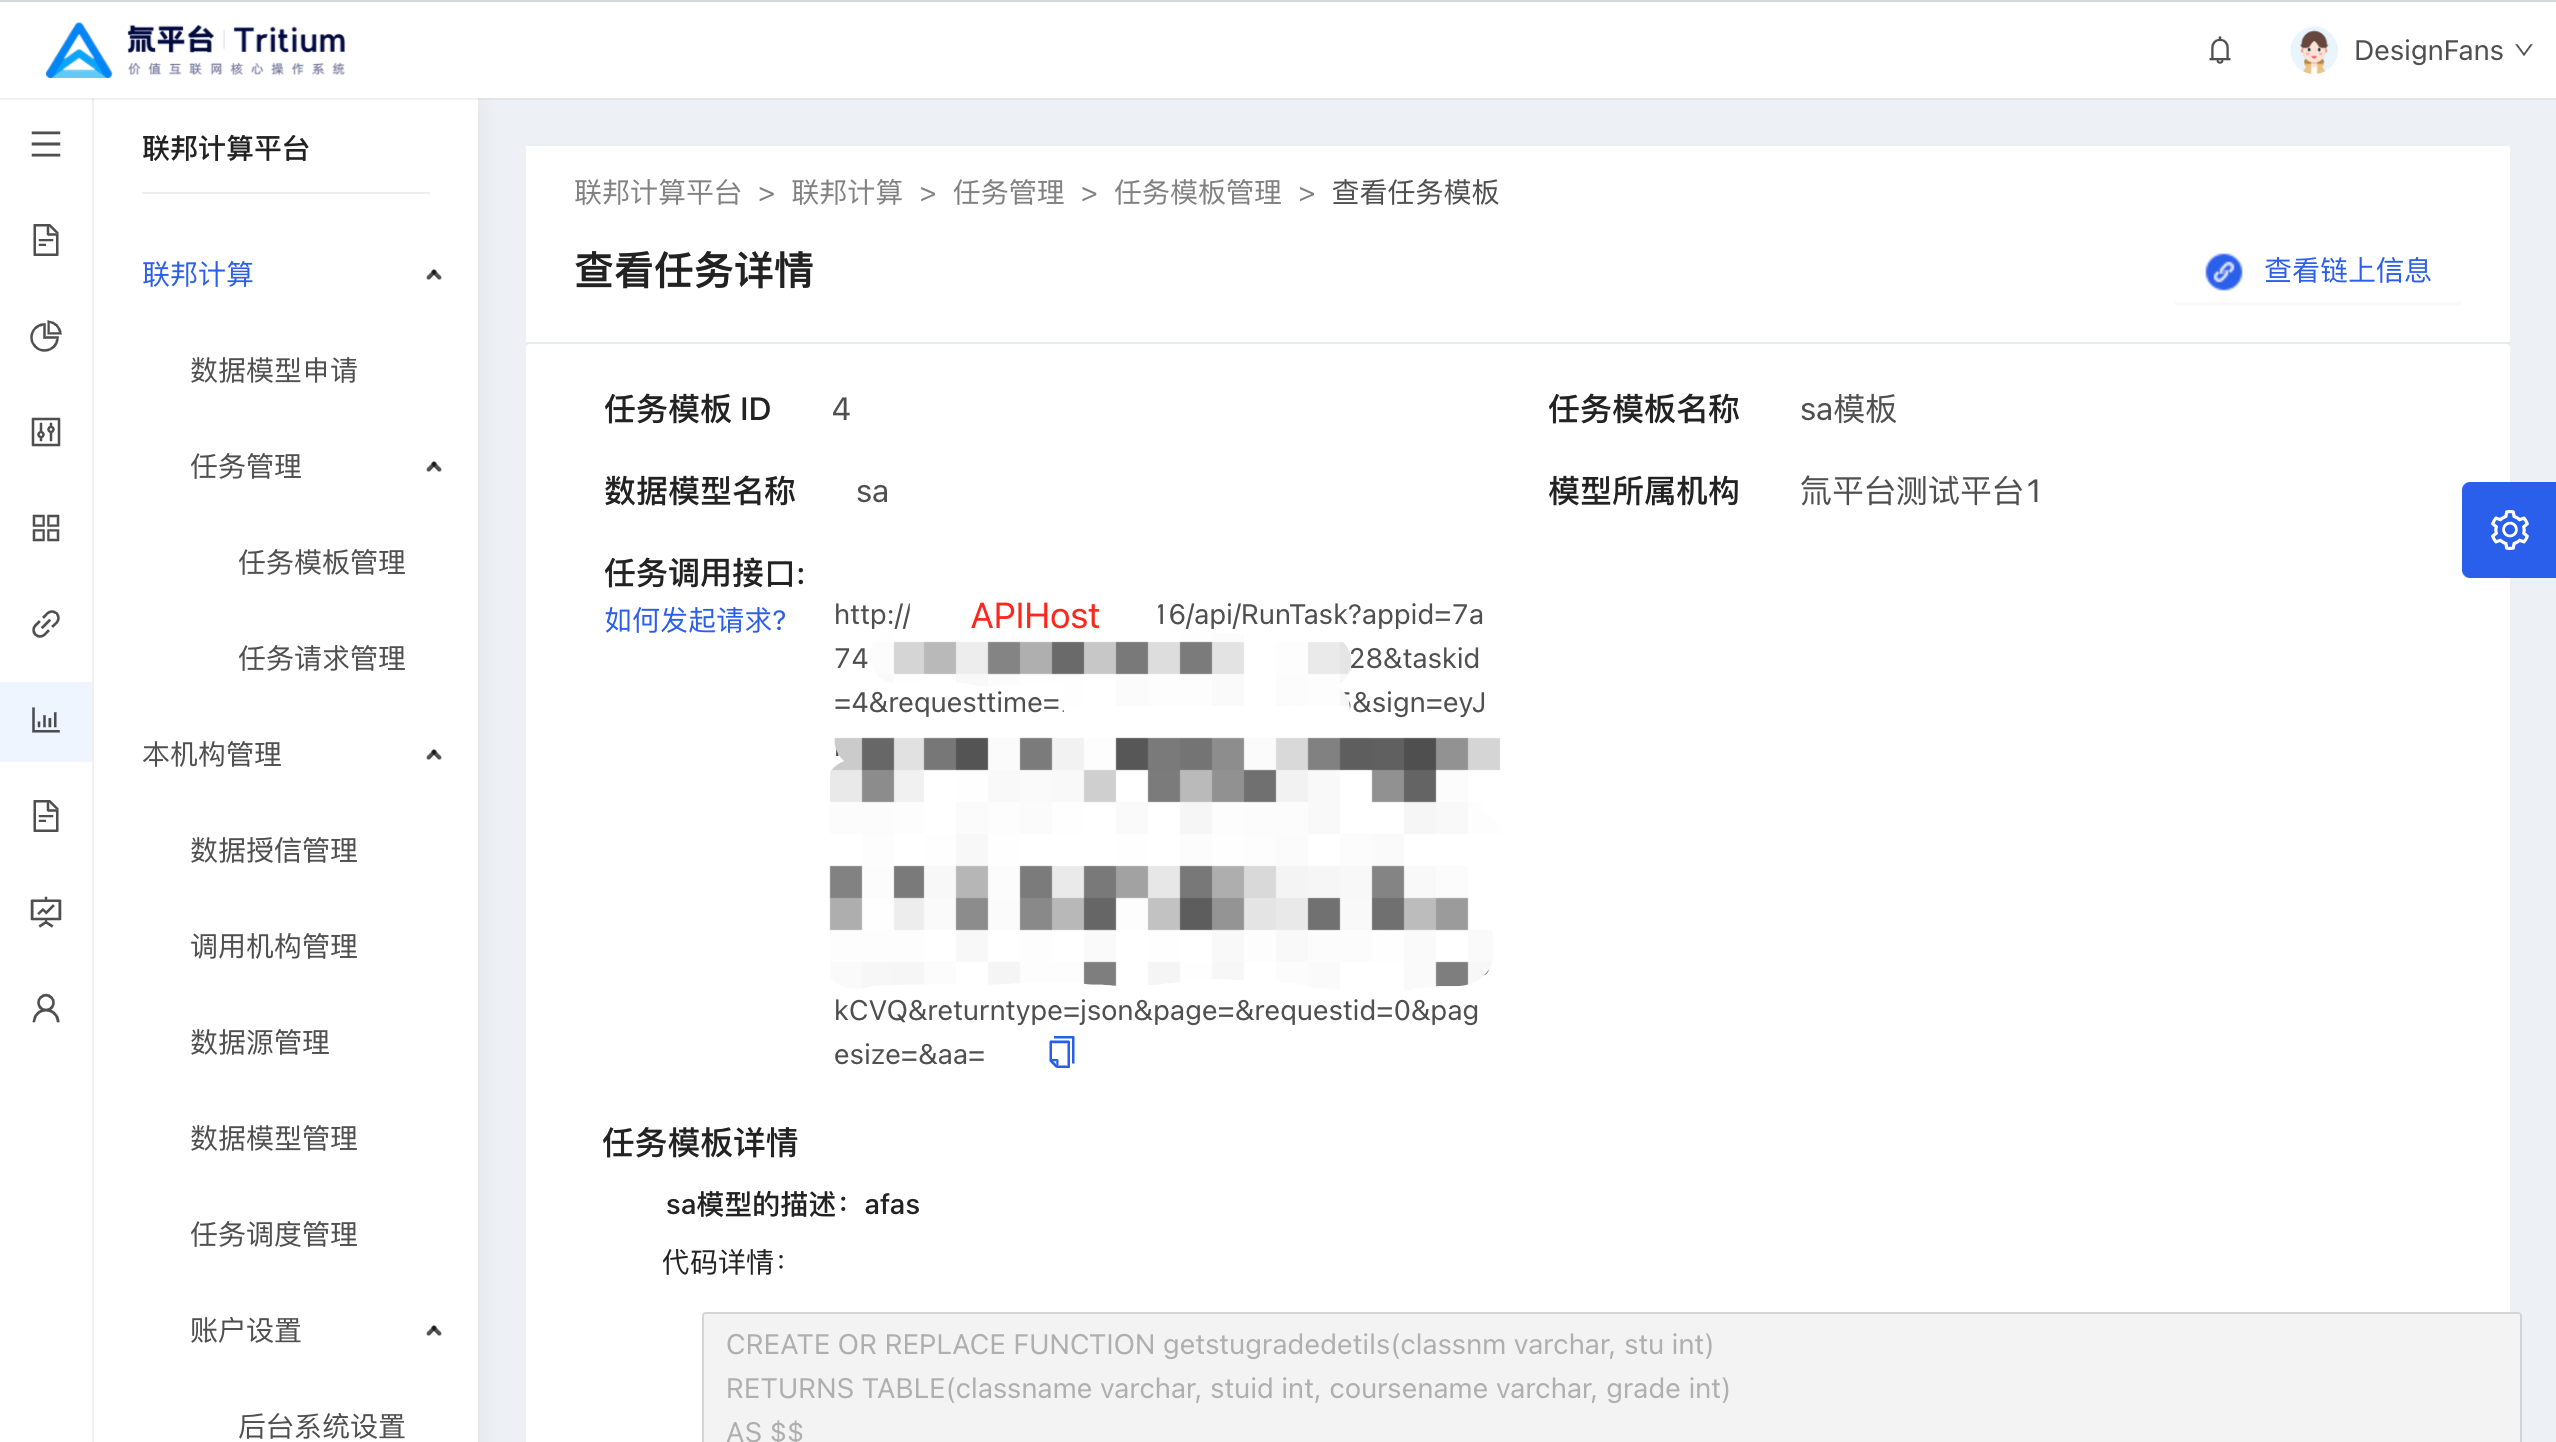 氚平台 Tritium
价值互联网核心操作系统
DesignFans
联邦计算平台
联邦计算
数据模型申请
任务管理
任务模板管理
任务请求管理
本机构管理
数据授信管理
调用机构管理
数据源管理
数据模型管理
任务调度管理
账户设置
后台系统设置
联邦计算平台 > 联邦计算 > 任务管理 > 任务模板管理 > 查看任务模板
查看任务详情
查看链上信息
任务模板 ID 4
任务模板名称 sa模板
数据模型名称 sa
模型所属机构 氚平台测试平台1
任务调用接口:
如何发起请求?
http:// APIHost 16/api/RunTask?appid=7a
74 28&taskid
=4&requesttime= &sign=eyJ
kCVQ&returntype=json&page=&requestid=0&pag
esize=&aa=
任务模板详情
sa模型的描述：afas
代码详情：
CREATE OR REPLACE FUNCTION getstugradedetils(classnm varchar, stu int)
RETURNS TABLE(classname varchar, stuid int, coursename varchar, grade int)
AS $$